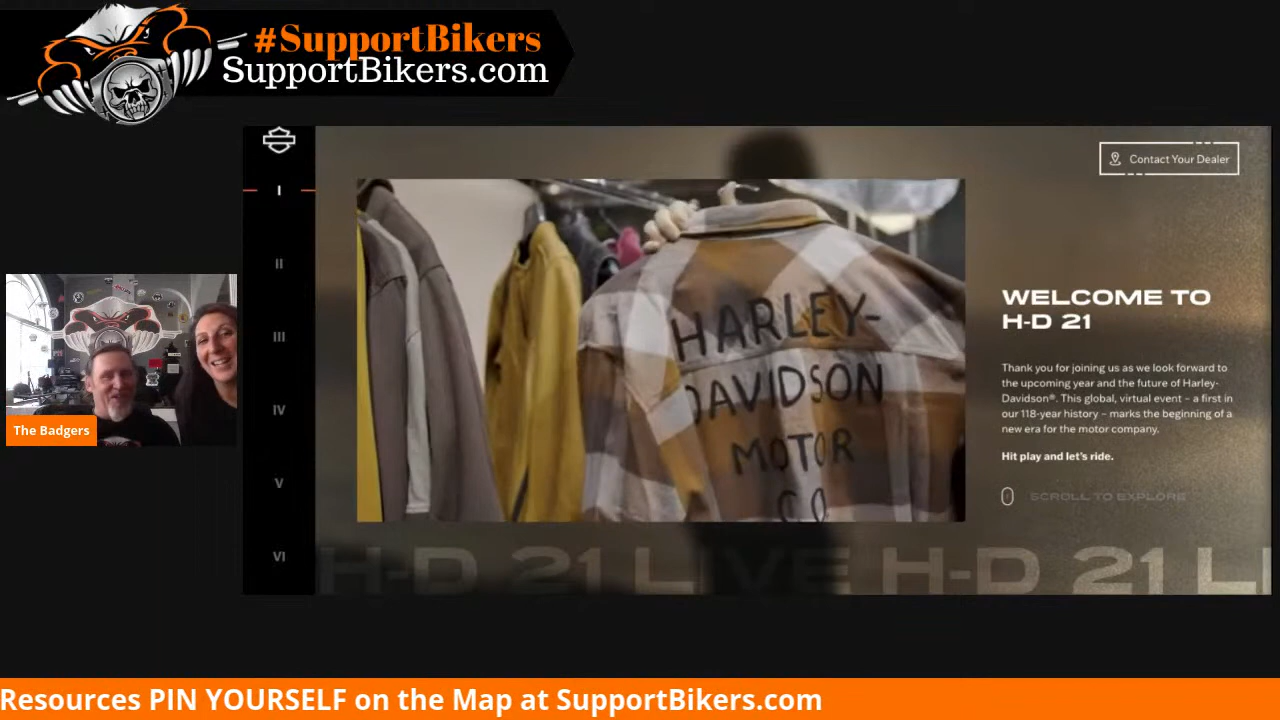 #SupportBikers
SupportBikers.com
Contact Your Dealer
I
II
III
IV
V
VI
HARLEY-
DAVIDSON
MOTOR
CO
WELCOME TO
H-D 21
Thank you for joining us as we look forward to
the upcoming year and the future of Harley-
Davidson®. This global, virtual event – a first in
our 118-year history – marks the beginning of a
new era for the motor company.
Hit play and let's ride.
SCROLL TO EXPLORE
H-D 21 LIVE H-D 21 LI
The Badgers
Resources PIN YOURSELF on the Map at SupportBikers.com